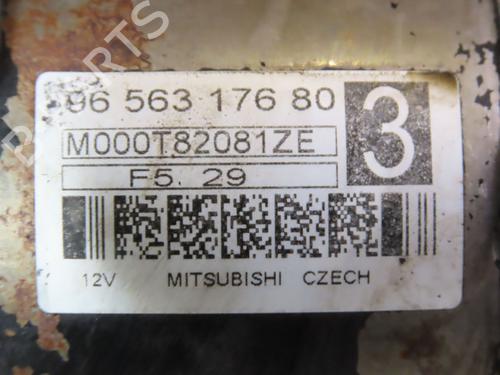 96 563 176 80
3
M000T82081ZE
F5. 29
12V MITSUBISHI CZECH